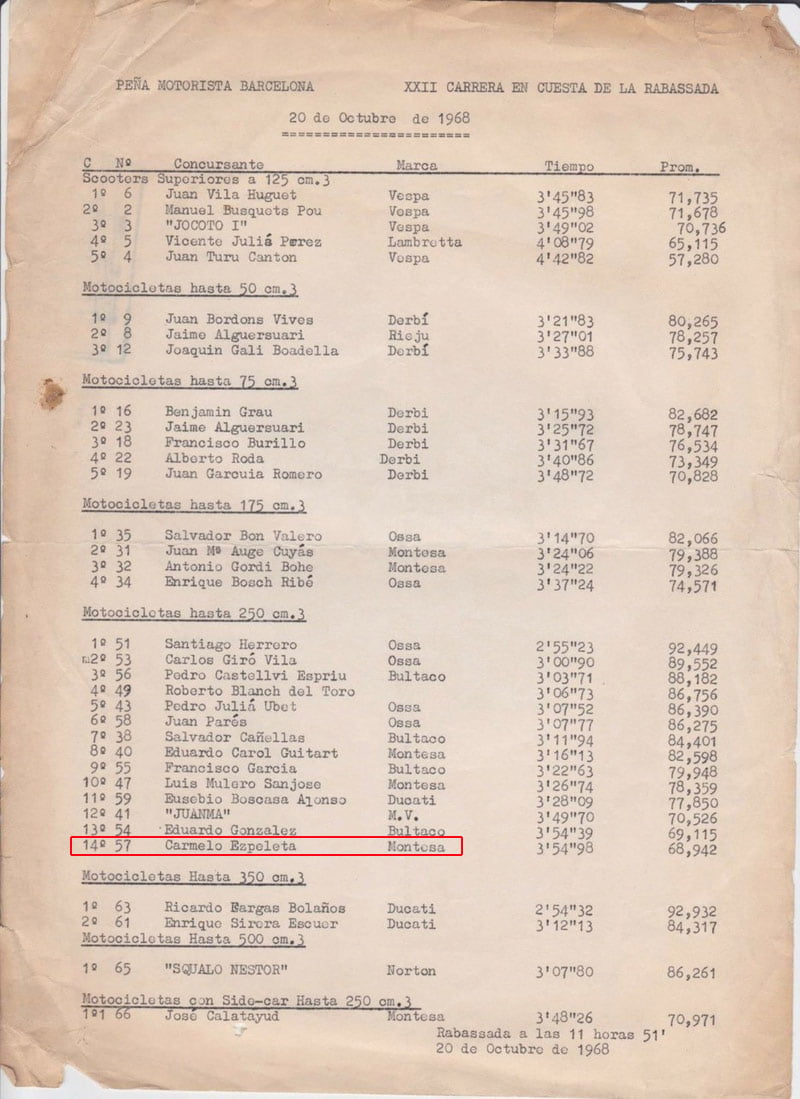 PEÑA MOTORISTA BARCELONA XXII CARRERA EN CUESTA DE LA RABASSADA
20 de Octubre de 1968
=======================
C Nº Concursante Marca Tiempo Prom.
Scooters Superiores a 125 cm.3
1º 6 Juan Vila Huguet Vespa 3'45"83 71,735
2º 2 Manuel Busquets Pou Vespa 3'45"98 71,678
3º 3 "JOCOTO I" Vespa 3'49"02 70,736
4º 5 Vicente Juliá Perez Lambretta 4'08"79 65,115
5º 4 Juan Turu Canton Vespa 4'42"82 57,280
Motocicletas hasta 50 cm.3
1º 9 Juan Bordons Vives Derbí 3'21"83 80,265
2º 8 Jaime Alguersuari Rieju 3'27"01 78,257
3º 12 Joaquin Gali Boadella Derbí 3'33"88 75,743
Motocicletas hasta 75 cm.3
1º 16 Benjamin Grau Derbi 3'15"93 82,682
2º 23 Jaime Alguersuari Derbi 3'25"72 78,747
3º 18 Francisco Burillo Derbi 3'31"67 76,534
4º 22 Alberto Roda Derbi 3'40"86 73,349
5º 19 Juan Garcuia Romero Derbi 3'48"72 70,828
Motocicletas hasta 175 cm.3
1º 35 Salvador Bon Valero Ossa 3'14"70 82,066
2º 31 Juan Mª Auge Cuyás Montesa 3'24"06 79,388
3º 32 Antonio Gordi Bohe Montesa 3'24"22 79,326
4º 34 Enrique Bosch Ribé Ossa 3'37"24 74,571
Motocicletas hasta 250 cm.3
1º 51 Santiago Herrero Ossa 2'55"23 92,449
2º 53 Carlos Giró Vila Ossa 3'00"90 89,552
3º 56 Pedro Castellvi Espriu Bultaco 3'03"71 88,182
4º 49 Roberto Blanch del Toro 3'06"73 86,756
5º 43 Pedro Juliá Ubet Ossa 3'07"52 86,390
6º 58 Juan Parés Ossa 3'07"77 86,275
7º 38 Salvador Cañellas Bultaco 3'11"94 84,401
8º 40 Eduardo Carol Guitart Montesa 3'16"13 82,598
9º 55 Francisco Garcia Bultaco 3'22"63 79,948
10º 47 Luis Mulero Sanjose Montesa 3'26"74 78,359
11º 59 Eusebio Boscasa Alonso Ducati 3'28"09 77,850
12º 41 "JUANMA" M.V. 3'49"70 70,526
13º 54 Eduardo Gonzalez Bultaco 3'54"39 69,115
14º 57 Carmelo Ezpeleta Montesa 3'54"98 68,942
Motocicletas Hasta 350 cm.3
1º 63 Ricardo Fargas Bolaños Ducati 2'54"32 92,932
2º 61 Enrique Sirera Escuer Ducati 3'12"13 84,317
Motocicletas Hasta 500 cm.3
1º 65 "SQUALO NESTOR" Norton 3'07"80 86,261
Motocicletas con Side-car Hasta 250 cm.3
1º1 66 José Calatayud Montesa 3'48"26 70,971
Rabassada a las 11 horas 51'
20 de Octubre de 1968